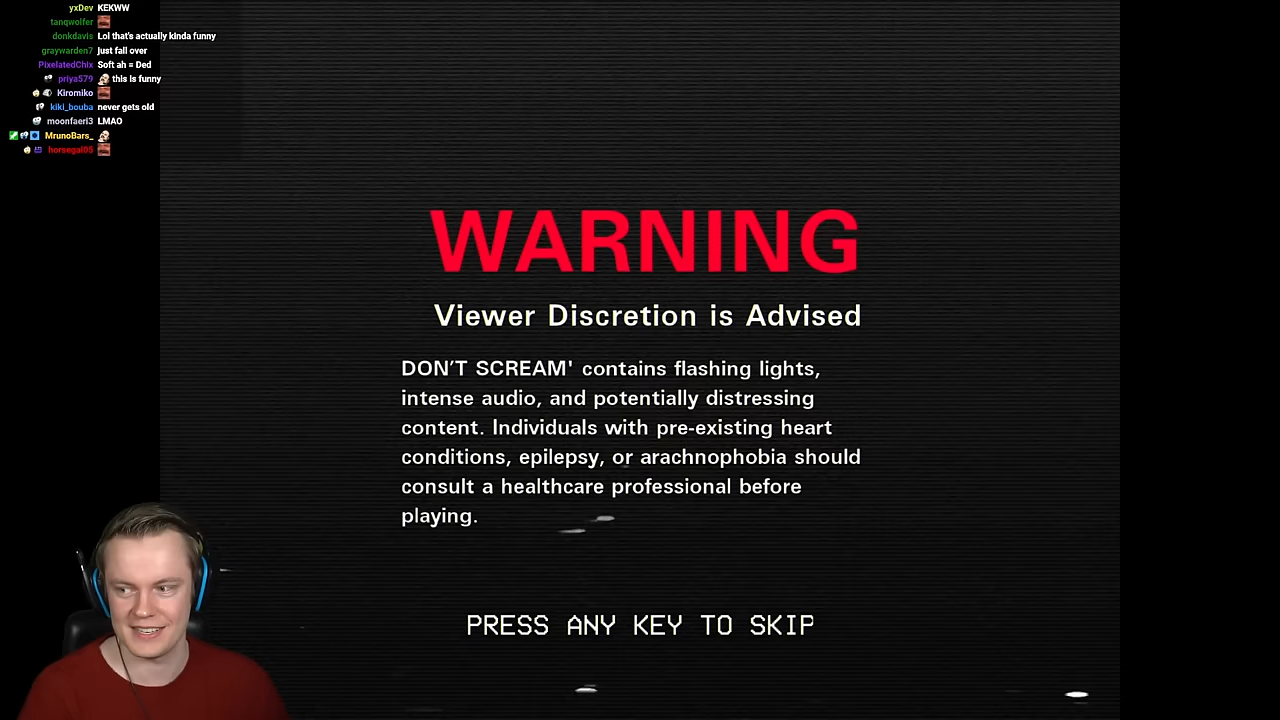 yxDev KEKWW
tanqwolfer
donkdavis Lol that's actually kinda funny
graywarden7 just fall over
PixelatedChix Soft ah = Ded
priya579 this is funny
Kiromiko
kiki_bouba never gets old
moonfaeri3 LMAO
MrunoBars_
horsegal05
WARNING
Viewer Discretion is Advised
DON'T SCREAM' contains flashing lights,
intense audio, and potentially distressing
content. Individuals with pre-existing heart
conditions, epilepsy, or arachnophobia should
consult a healthcare professional before
playing.
PRESS ANY KEY TO SKIP